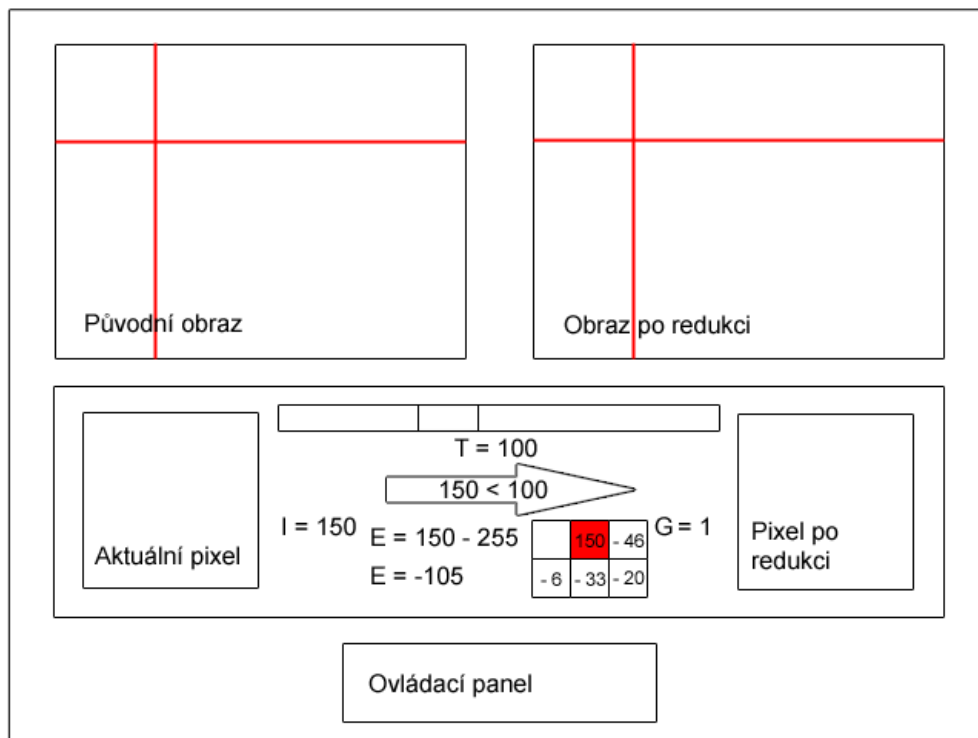 Původní obraz
Obraz po redukci
T = 100
150 < 100
I = 150
E = 150 - 255
150
- 46
G = 1
Aktuální pixel
E = -105
- 6
- 33
- 20
Pixel po
redukci
Ovládací panel